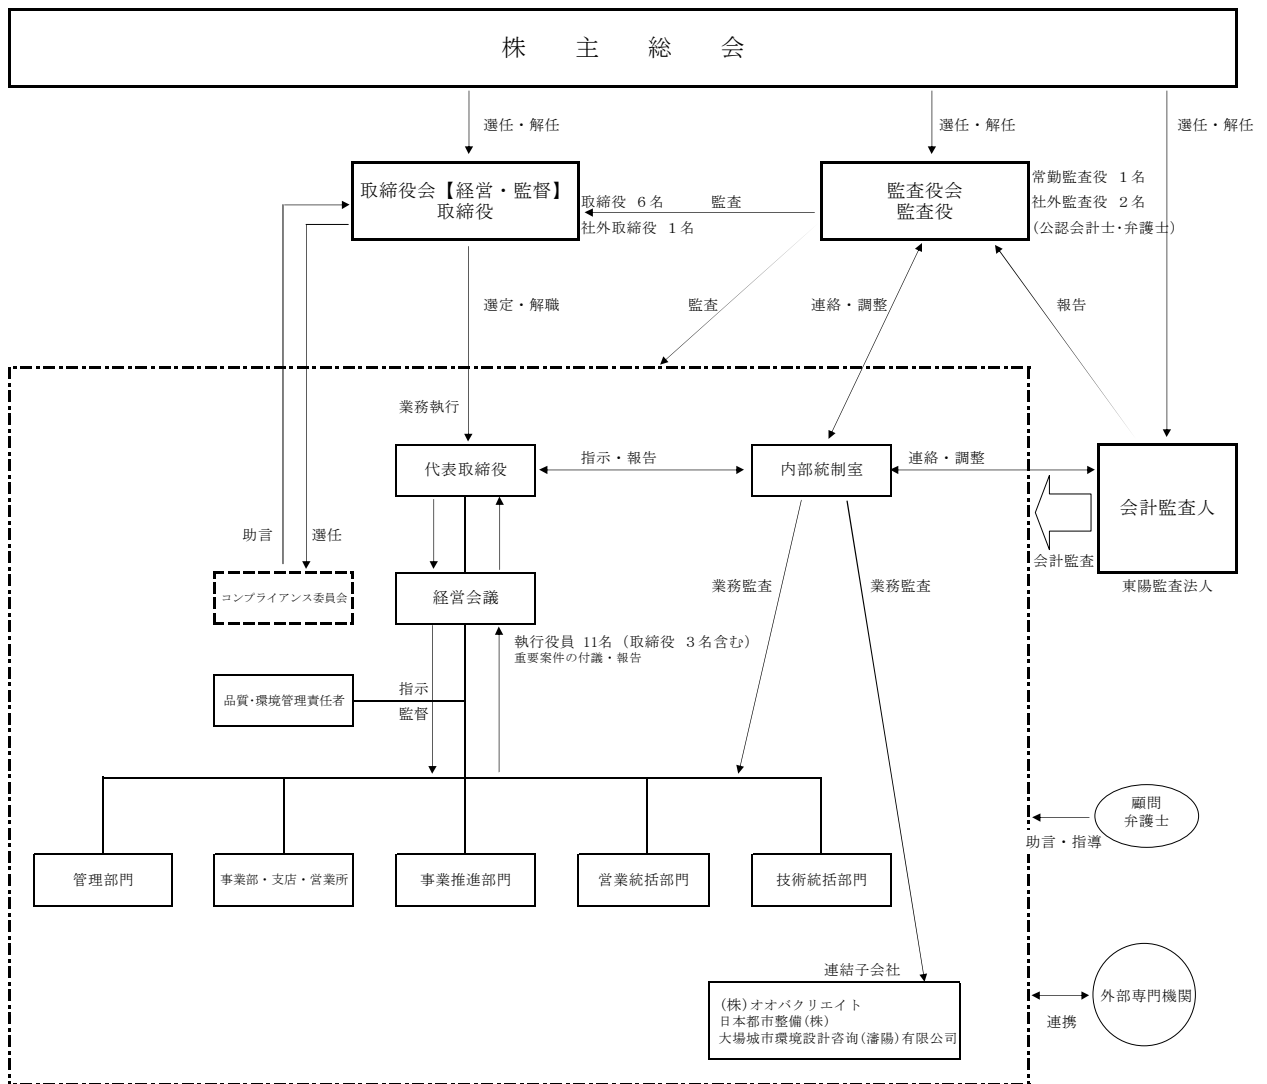 株 主 総 会
選任・解任
選任・解任
選任・解任
取締役会【経営・監督】
取締役
取締役 6名
社外取締役 1名
監査
監査役会
監査役
常勤監査役 1名
社外監査役 2名
(公認会計士・弁護士)
選定・解職
監査
連絡・調整
報告
業務執行
代表取締役
指示・報告
内部統制室
連絡・調整
会計監査人
会計監査
東陽監査法人
助言
選任
コンプライアンス委員会
経営会議
業務監査
業務監査
執行役員 11名(取締役 3名含む)
重要案件の付議・報告
品質・環境管理責任者
指示
監督
顧問
弁護士
助言・指導
管理部門
事業部・支店・営業所
事業推進部門
営業統括部門
技術統括部門
連結子会社
(株)オオバクリエイト
日本都市整備(株)
大場城市環境設計咨询(瀋陽)有限公司
外部専門機関
連携